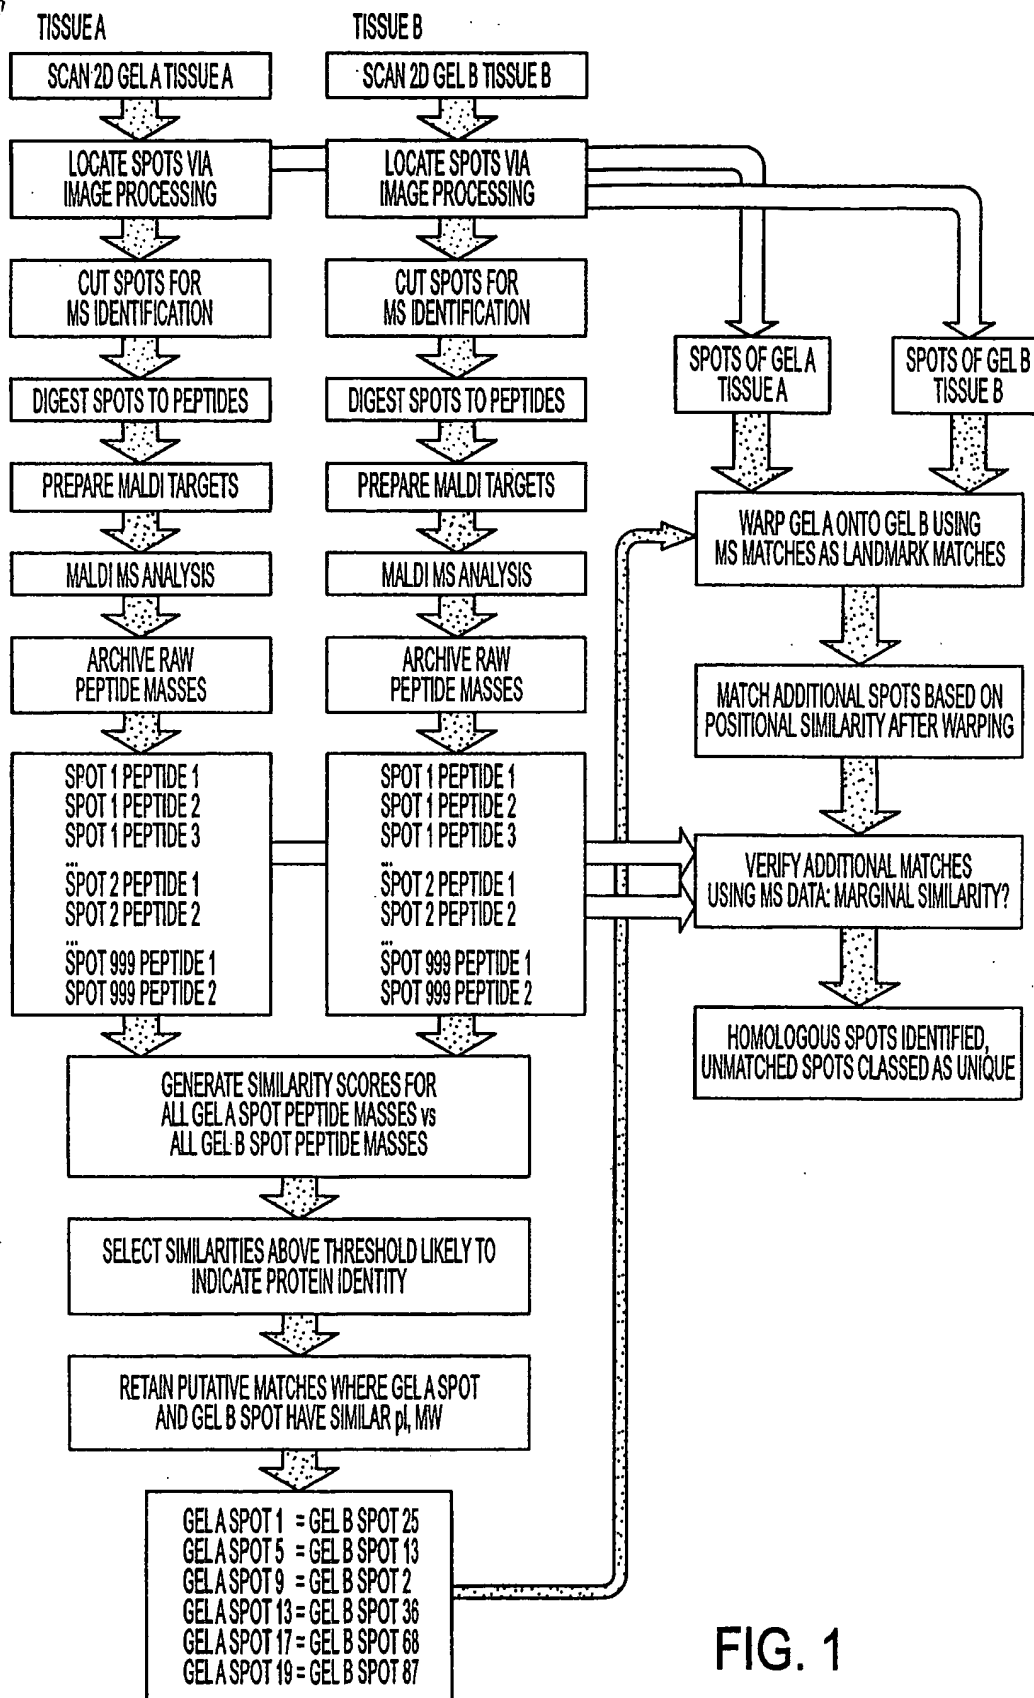 TISSUE A
SCAN 2D GEL A TISSUE A
LOCATE SPOTS VIA
IMAGE PROCESSING
CUT SPOTS FOR
MS IDENTIFICATION
DIGEST SPOTS TO PEPTIDES
PREPARE MALDI TARGETS
MALDI MS ANALYSIS
ARCHIVE RAW
PEPTIDE MASSES
SPOT 1 PEPTIDE 1
SPOT 1 PEPTIDE 2
SPOT 1 PEPTIDE 3
...
SPOT 2 PEPTIDE 1
SPOT 2 PEPTIDE 2
...
SPOT 999 PEPTIDE 1
SPOT 999 PEPTIDE 2
TISSUE B
SCAN 2D GEL B TISSUE B
LOCATE SPOTS VIA
IMAGE PROCESSING
CUT SPOTS FOR
MS IDENTIFICATION
DIGEST SPOTS TO PEPTIDES
PREPARE MALDI TARGETS
MALDI MS ANALYSIS
ARCHIVE RAW
PEPTIDE MASSES
SPOT 1 PEPTIDE 1
SPOT 1 PEPTIDE 2
SPOT 1 PEPTIDE 3
...
SPOT 2 PEPTIDE 1
SPOT 2 PEPTIDE 2
...
SPOT 999 PEPTIDE 1
SPOT 999 PEPTIDE 2
GENERATE SIMILARITY SCORES FOR
ALL GEL A SPOT PEPTIDE MASSES vs
ALL GEL B SPOT PEPTIDE MASSES
SELECT SIMILARITIES ABOVE THRESHOLD LIKELY TO
INDICATE PROTEIN IDENTITY
RETAIN PUTATIVE MATCHES WHERE GEL A SPOT
AND GEL B SPOT HAVE SIMILAR pI, MW
GEL A SPOT 1 = GEL B SPOT 25
GEL A SPOT 5 = GEL B SPOT 13
GEL A SPOT 9 = GEL B SPOT 2
GEL A SPOT 13 = GEL B SPOT 36
GEL A SPOT 17 = GEL B SPOT 68
GEL A SPOT 19 = GEL B SPOT 87
SPOTS OF GEL A
TISSUE A
SPOTS OF GEL B
TISSUE B
WARP GEL A ONTO GEL B USING
MS MATCHES AS LANDMARK MATCHES
MATCH ADDITIONAL SPOTS BASED ON
POSITIONAL SIMILARITY AFTER WARPING
VERIFY ADDITIONAL MATCHES
USING MS DATA: MARGINAL SIMILARITY?
HOMOLOGOUS SPOTS IDENTIFIED,
UNMATCHED SPOTS CLASSED AS UNIQUE
FIG. 1